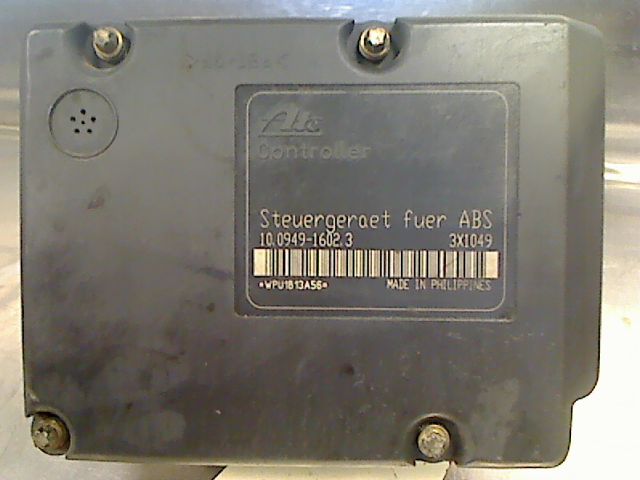 Ate
Controller
Steuergeraet fuer ABS
10.0949-1602.3 3X1049
*WPU1813A56* MADE IN PHILIPPINES